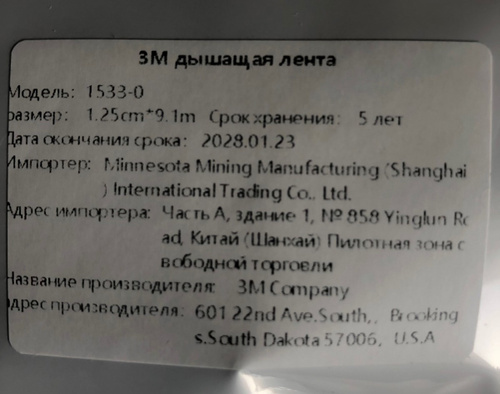 3М дышащая лента
Модель: 1533-0
размер: 1.25cm*9.1m Срок хранения: 5 лет
Дата окончания срока: 2028.01.23
Импортер: Minnesota Mining Manufacturing (Shanghai
) International Trading Co., Ltd.
Адрес импортера: Часть А, здание 1, № 858 Yinglun Ro
ad, Китай (Шанхай) Пилотная зона с
вободной торговли
Название производителя: 3M Company
Адрес производителя: 601 22nd Ave.South,, Brooking
s.South Dakota 57006, U.S.A